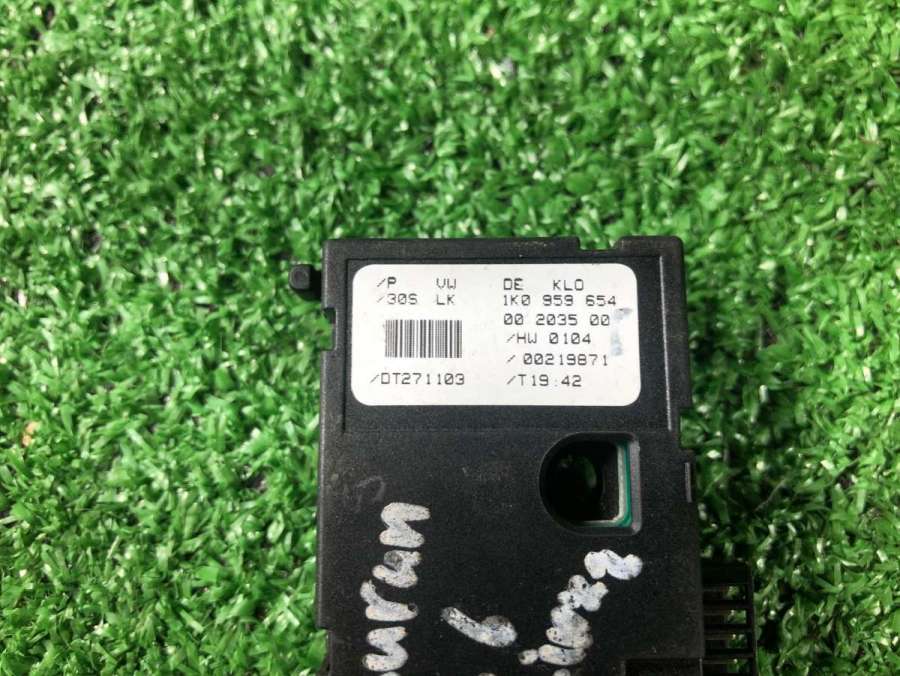 /P VW DE KLO
/30S LK 1K0 959 654
00 2035 00
/HW 0104
/00219871
/DT271103 /T19:42